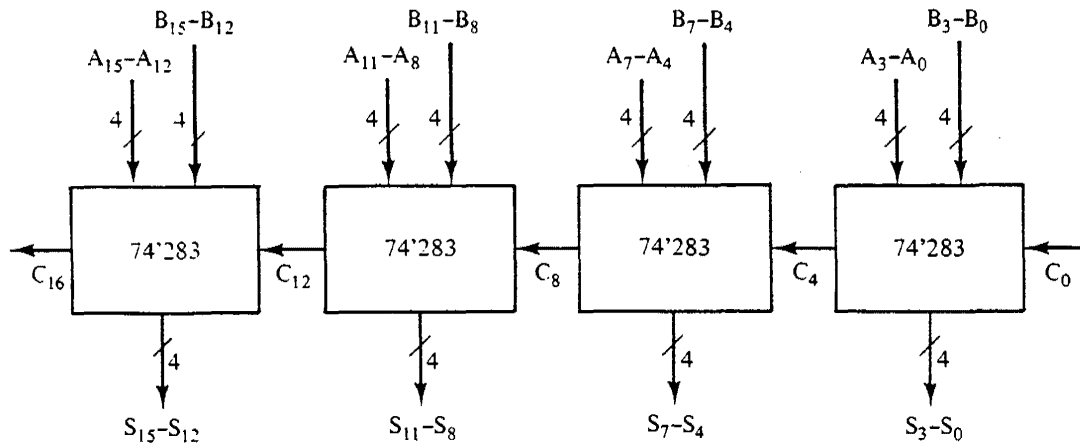 B₁₅–B₁₂ B₁₁–B₈ B₇–B₄ B₃–B₀
A₁₅–A₁₂ A₁₁–A₈ A₇–A₄ A₃–A₀
4 4 4 4 4 4 4 4
74'283 74'283 74'283 74'283
C₁₆ C₁₂ C₈ C₄ C₀
4 4 4 4
S₁₅–S₁₂ S₁₁–S₈ S₇–S₄ S₃–S₀